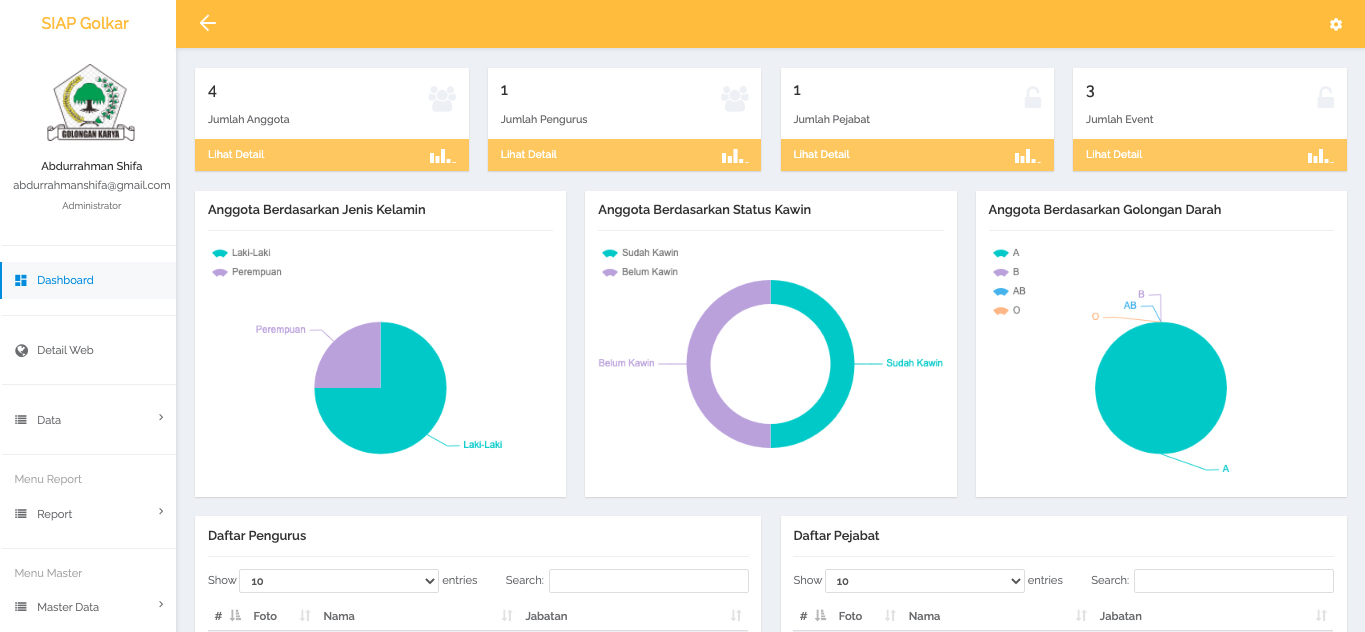 SIAP Golkar
GOLONGAN KARYA
Abdurrahman Shifa
abdurrahmanshifa@gmail.com
Administrator
Dashboard
Detail Web
Data
Menu Report
Report
Menu Master
Master Data
4
Jumlah Anggota
Lihat Detail
1
Jumlah Pengurus
Lihat Detail
1
Jumlah Pejabat
Lihat Detail
3
Jumlah Event
Lihat Detail
Anggota Berdasarkan Jenis Kelamin
Laki-Laki
Perempuan
Perempuan
Laki-Laki
Anggota Berdasarkan Status Kawin
Sudah Kawin
Belum Kawin
Belum Kawin
Sudah Kawin
Anggota Berdasarkan Golongan Darah
A
B
AB
O
B
AB
O
A
Daftar Pengurus
Show 10 entries Search:
# Foto Nama Jabatan
Daftar Pejabat
Show 10 entries Search:
# Foto Nama Jabatan